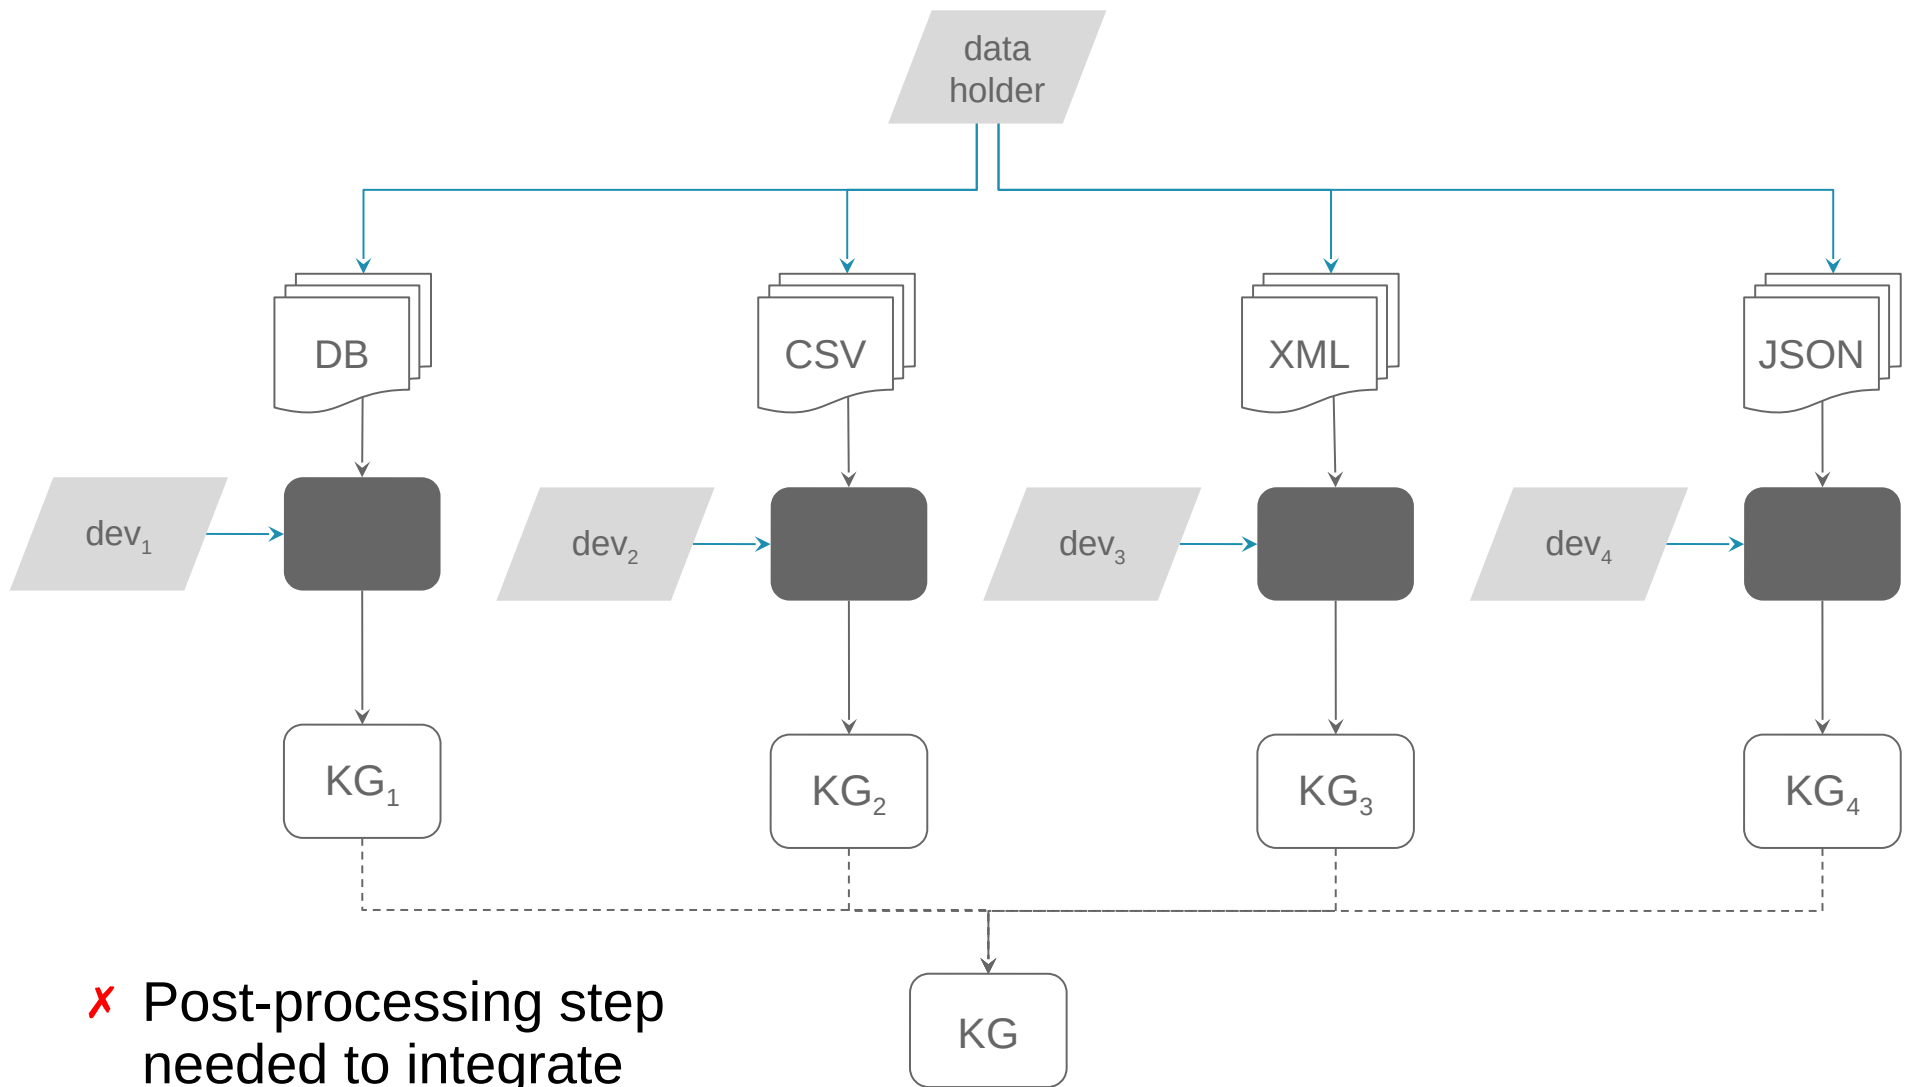 data
holder
DB
CSV
XML
JSON
dev₁
dev₂
dev₃
dev₄
KG₁
KG₂
KG₃
KG₄
✗ Post-processing step
needed to integrate
KG